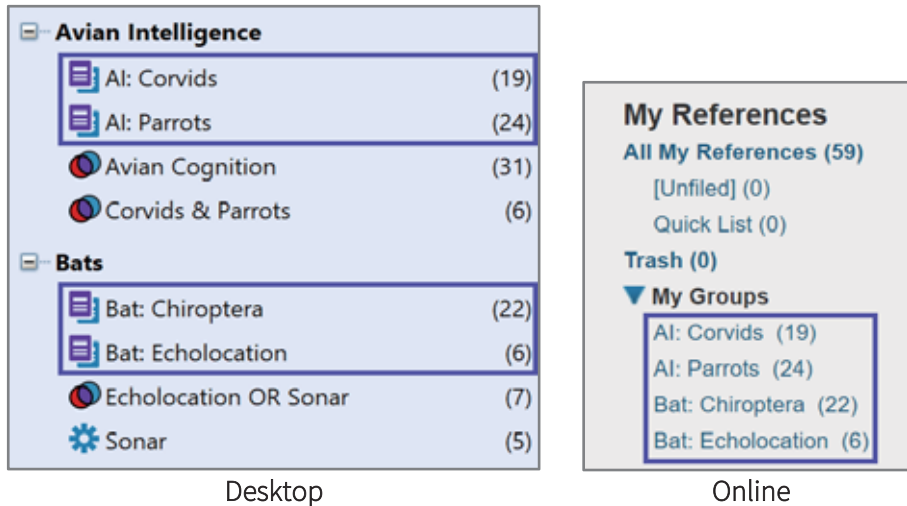 Avian Intelligence
AI: Corvids (19)
AI: Parrots (24)
Avian Cognition (31)
Corvids & Parrots (6)
Bats
Bat: Chiroptera (22)
Bat: Echolocation (6)
Echolocation OR Sonar (7)
Sonar (5)
Desktop
My References
All My References (59)
[Unfiled] (0)
Quick List (0)
Trash (0)
My Groups
AI: Corvids (19)
AI: Parrots (24)
Bat: Chiroptera (22)
Bat: Echolocation (6)
Online